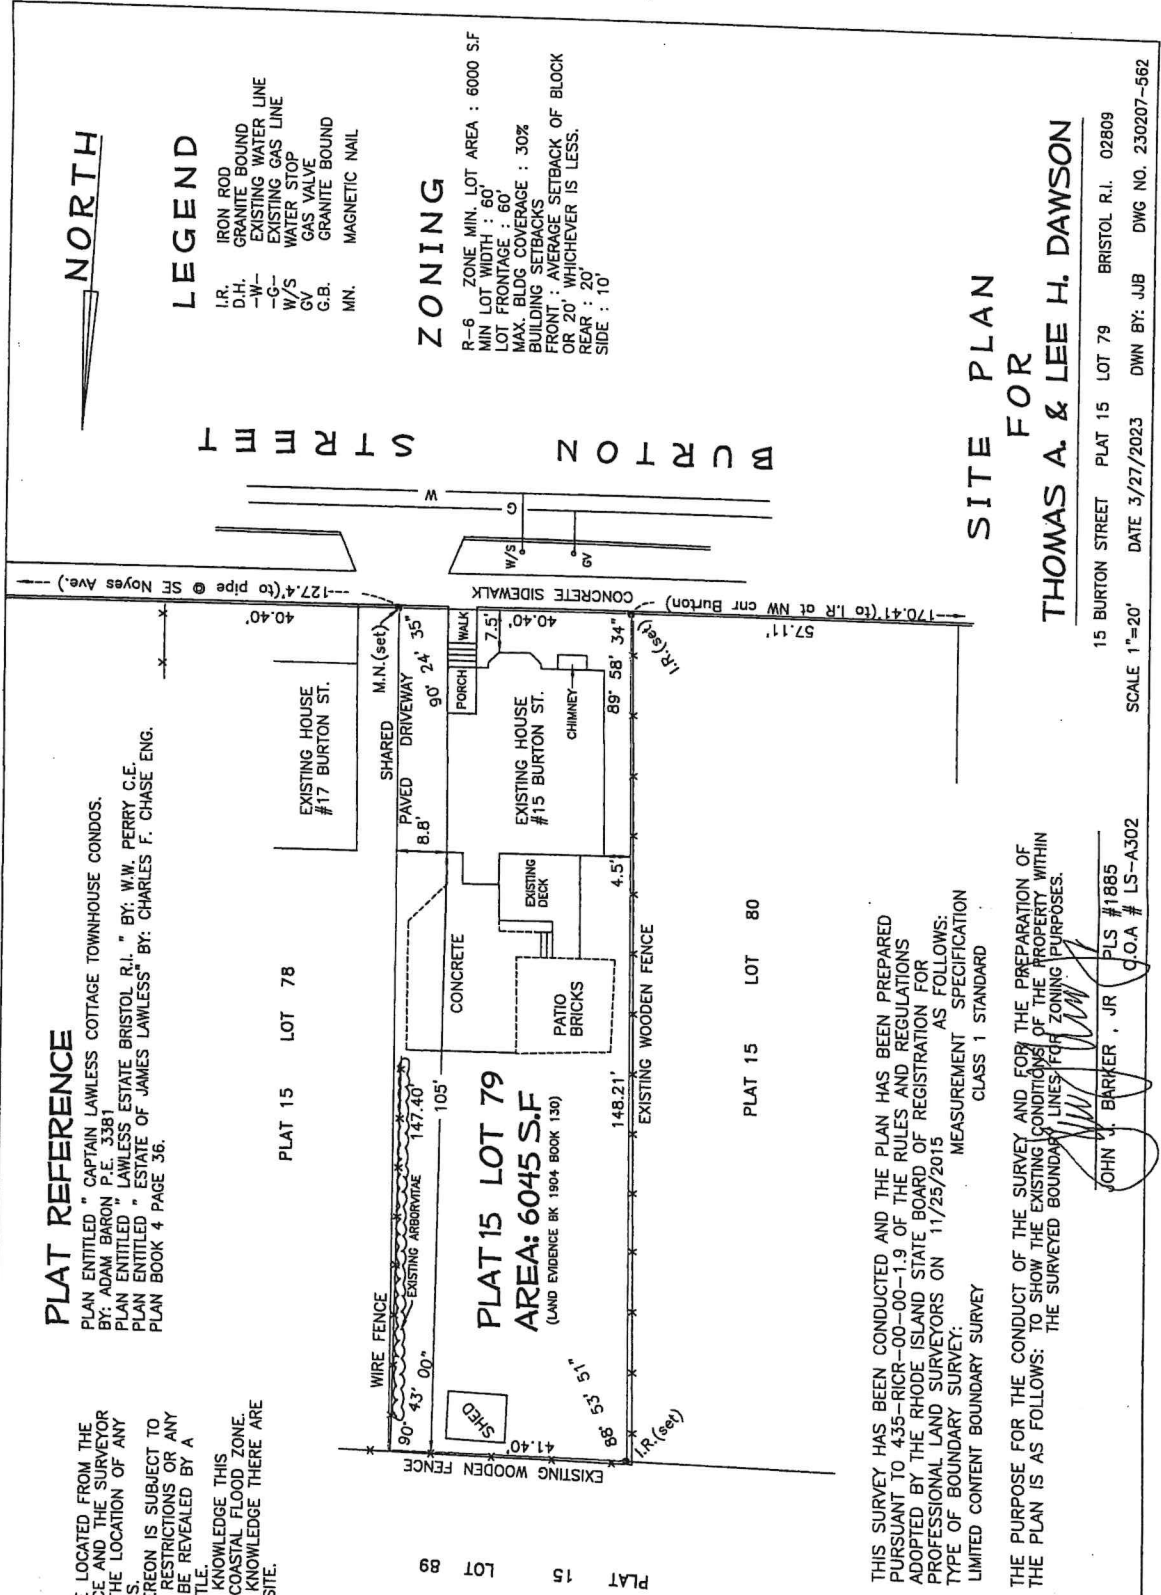 PLAT REFERENCE
PLAN ENTITLED " CAPTAIN LAWLESS COTTAGE TOWNHOUSE CONDOS.
BY: ADAM BARON P.E. 3381
PLAN ENTITLED " LAWLESS ESTATE BRISTOL R.I. " BY: W.W. PERRY C.E.
PLAN ENTITLED " ESTATE OF JAMES LAWLESS" BY: CHARLES F. CHASE ENG.
PLAN BOOK 4 PAGE 36.
LOCATED FROM THE
CE AND THE SURVEYOR
THE LOCATION OF ANY
S.
EREON IS SUBJECT TO
RESTRICTIONS OR ANY
BE REVEALED BY A
TLE.
KNOWLEDGE THIS
COASTAL FLOOD ZONE.
KNOWLEDGE THERE ARE
SITE.
NORTH
LEGEND
I.R. IRON ROD
D.H. GRANITE BOUND
-W- EXISTING WATER LINE
-G- EXISTING GAS LINE
W/S WATER STOP
GV GAS VALVE
G.B. GRANITE BOUND
MN. MAGNETIC NAIL
ZONING
R-6 ZONE MIN. LOT AREA : 6000 S.F
MIN LOT WIDTH : 60'
LOT FRONTAGE : 60'
MAX. BLDG COVERAGE : 30%
BUILDING SETBACKS
FRONT : AVERAGE SETBACK OF BLOCK
OR 20' WHICHEVER IS LESS.
REAR : 20'
SIDE : 10'
BURTON STREET
W
G
W/S
GV
CONCRETE SIDEWALK
---127.4'(to pipe @ SE Noyes Ave.) ---
---170.41'(to I.R at NW cnr Burton)
40.40'
40.40'
57.11'
M.N.(set)
I.R.(set)
I.R.(set)
EXISTING HOUSE
#17 BURTON ST.
SHARED
PAVED DRIVEWAY
90° 24' 35"
8.8'
PORCH
WALK
7.5'
EXISTING HOUSE
#15 BURTON ST.
CHIMNEY
89° 58' 34"
4.5'
EXISTING
DECK
CONCRETE
PATIO
BRICKS
PLAT 15 LOT 78
WIRE FENCE
EXISTING ARBORVITAE
147.40'
105'
PLAT 15 LOT 79
AREA: 6045 S.F
(LAND EVIDENCE BK 1904 BOOK 130)
148.21'
EXISTING WOODEN FENCE
90° 43' 00"
SHED
41.40'
88° 53' 51"
EXISTING WOODEN FENCE
PLAT 15 LOT 80
PLAT 15 LOT 89
THIS SURVEY HAS BEEN CONDUCTED AND THE PLAN HAS BEEN PREPARED
PURSUANT TO 435-RICR-00-00-1.9 OF THE RULES AND REGULATIONS
ADOPTED BY THE RHODE ISLAND STATE BOARD OF REGISTRATION FOR
PROFESSIONAL LAND SURVEYORS ON 11/25/2015 AS FOLLOWS:
TYPE OF BOUNDARY SURVEY: MEASUREMENT SPECIFICATION
LIMITED CONTENT BOUNDARY SURVEY CLASS 1 STANDARD
THE PURPOSE FOR THE CONDUCT OF THE SURVEY AND FOR THE PREPARATION OF
THE PLAN IS AS FOLLOWS: TO SHOW THE EXISTING CONDITIONS OF THE PROPERTY WITHIN
THE SURVEYED BOUNDARY LINES FOR ZONING PURPOSES.
JOHN J. BARKER , JR PLS #1885
C.O.A # LS-A302
SITE PLAN
FOR
THOMAS A. & LEE H. DAWSON
15 BURTON STREET PLAT 15 LOT 79 BRISTOL R.I. 02809
SCALE 1"=20' DATE 3/27/2023 DWN BY: JJB DWG NO. 230207-562